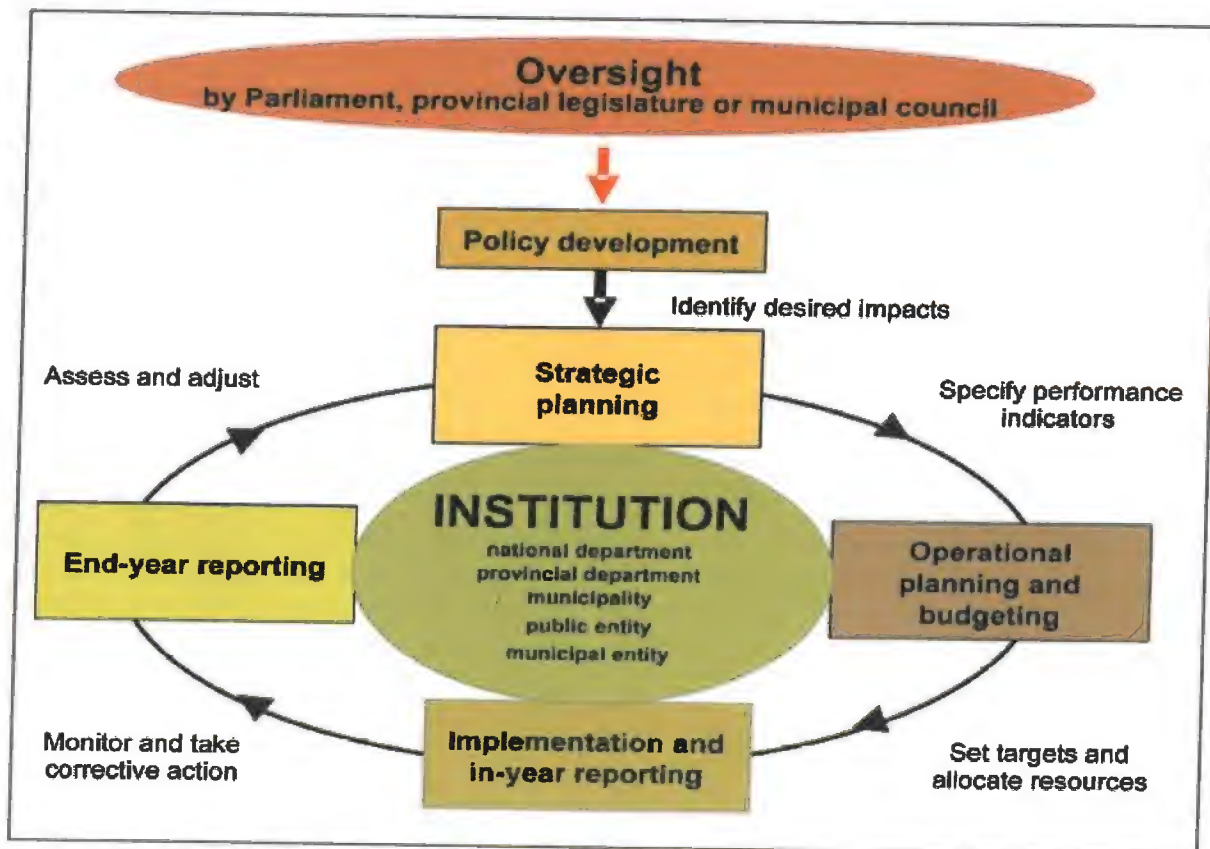 Oversight
by Parliament, provincial legislature or municipal council
Policy development
Identify desired impacts
Strategic
planning
Assess and adjust
Specify performance
indicators
INSTITUTION
national department
provincial department
municipality
public entity
municipal entity
End-year reporting
Operational
planning and
budgeting
Implementation and
in-year reporting
Monitor and take
corrective action
Set targets and
allocate resources